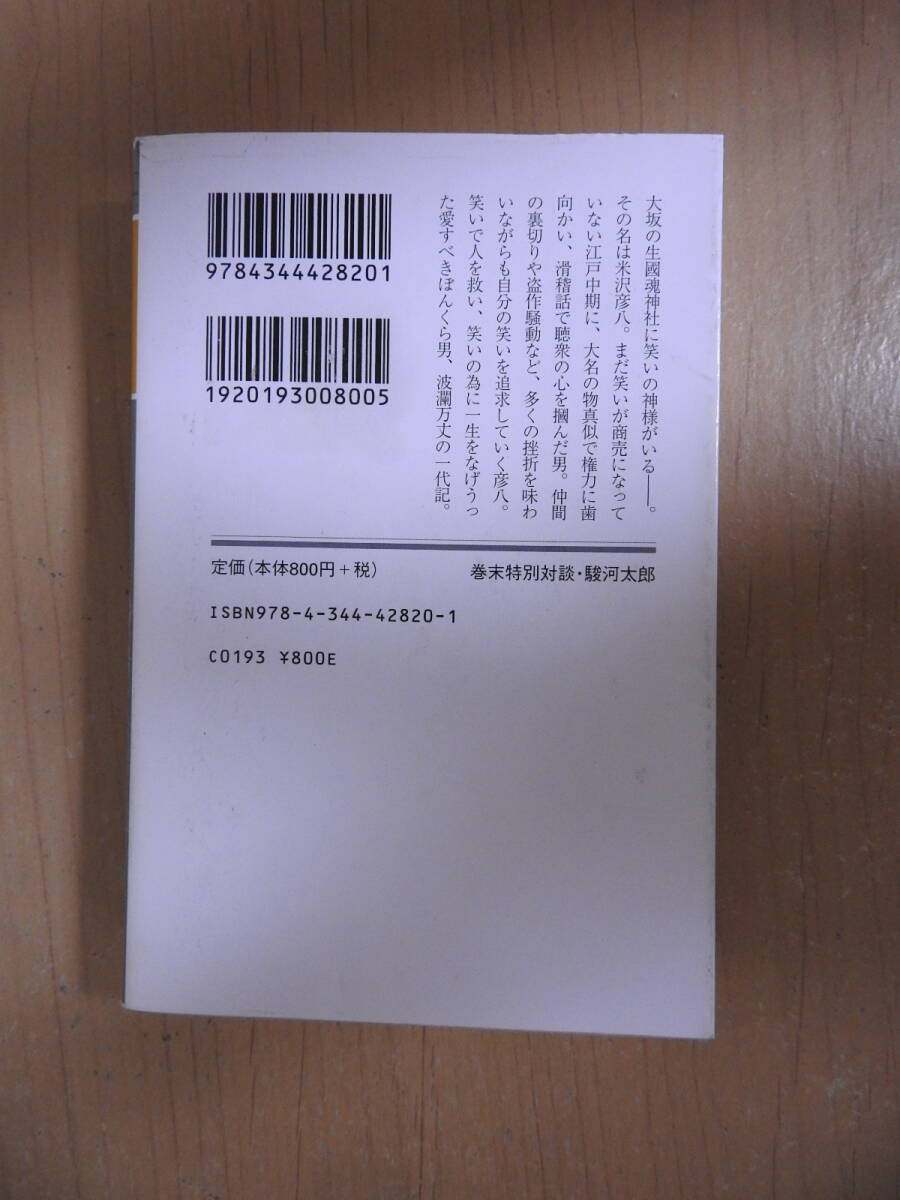 大坂の生國魂神社に笑いの神様がいる――。
その名は米沢彦八。まだ笑いが商売になって
いない江戸中期に、大名の物真似で権力に歯
向かい、滑稽話で聴衆の心を摑んだ男。仲間
の裏切りや盗作騒動など、多くの挫折を味わ
いながらも自分の笑いを追求していく彦八。
笑いで人を救い、笑いの為に一生をなげうっ
た愛すべきぼんくら男、波瀾万丈の一代記。
9784344428201
1920193008005
定価(本体800円+税)
巻末特別対談・駿河太郎
ISBN978-4-344-42820-1
C0193 ¥800E